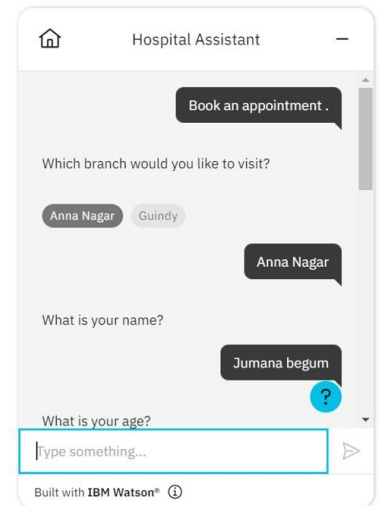 Hospital Assistant
Book an appointment .
Which branch would you like to visit?
Anna Nagar Guindy
Anna Nagar
What is your name?
Jumana begum
?
What is your age?
Type something...
Built with IBM Watson®